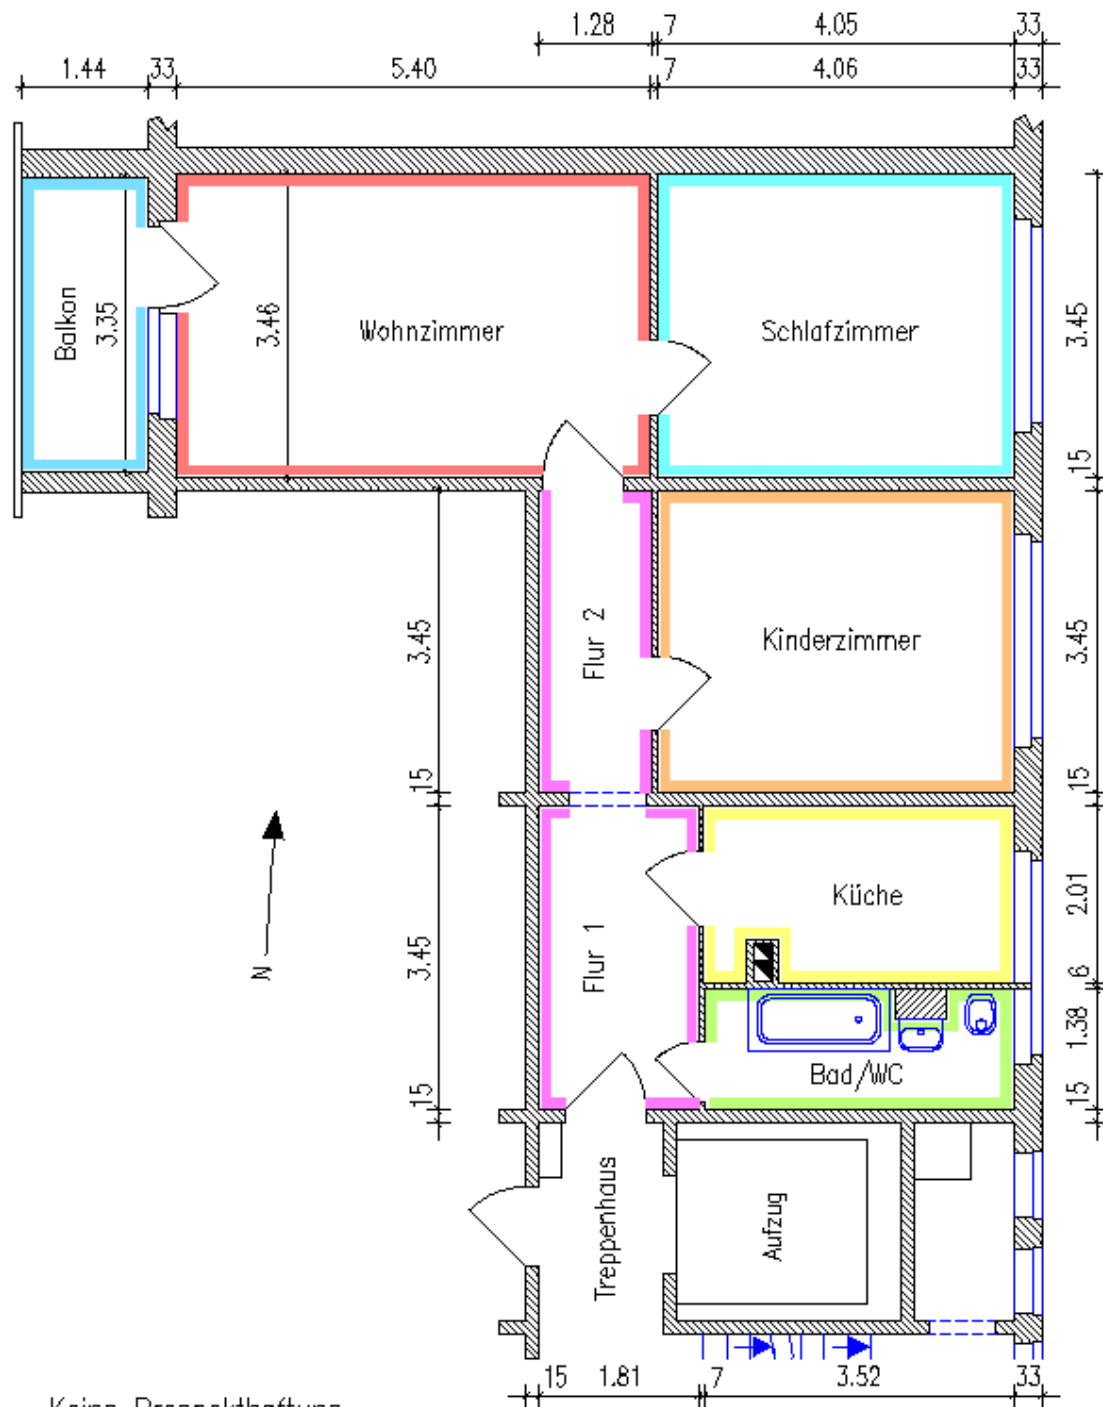 1.28 7 4.05 33
1.44 33 5.40 7 4.06 33
Balkon
3.35
3.46
Wohnzimmer
Schlafzimmer
3.45
15
3.45
15
Flur 2
Kinderzimmer
3.45
15
N
3.45
15
Flur 1
Küche
2.01
6
Bad/WC
1.38
15
Treppenhaus
Aufzug
15 1.81 7 3.52 33
Keine Prospekthaftung